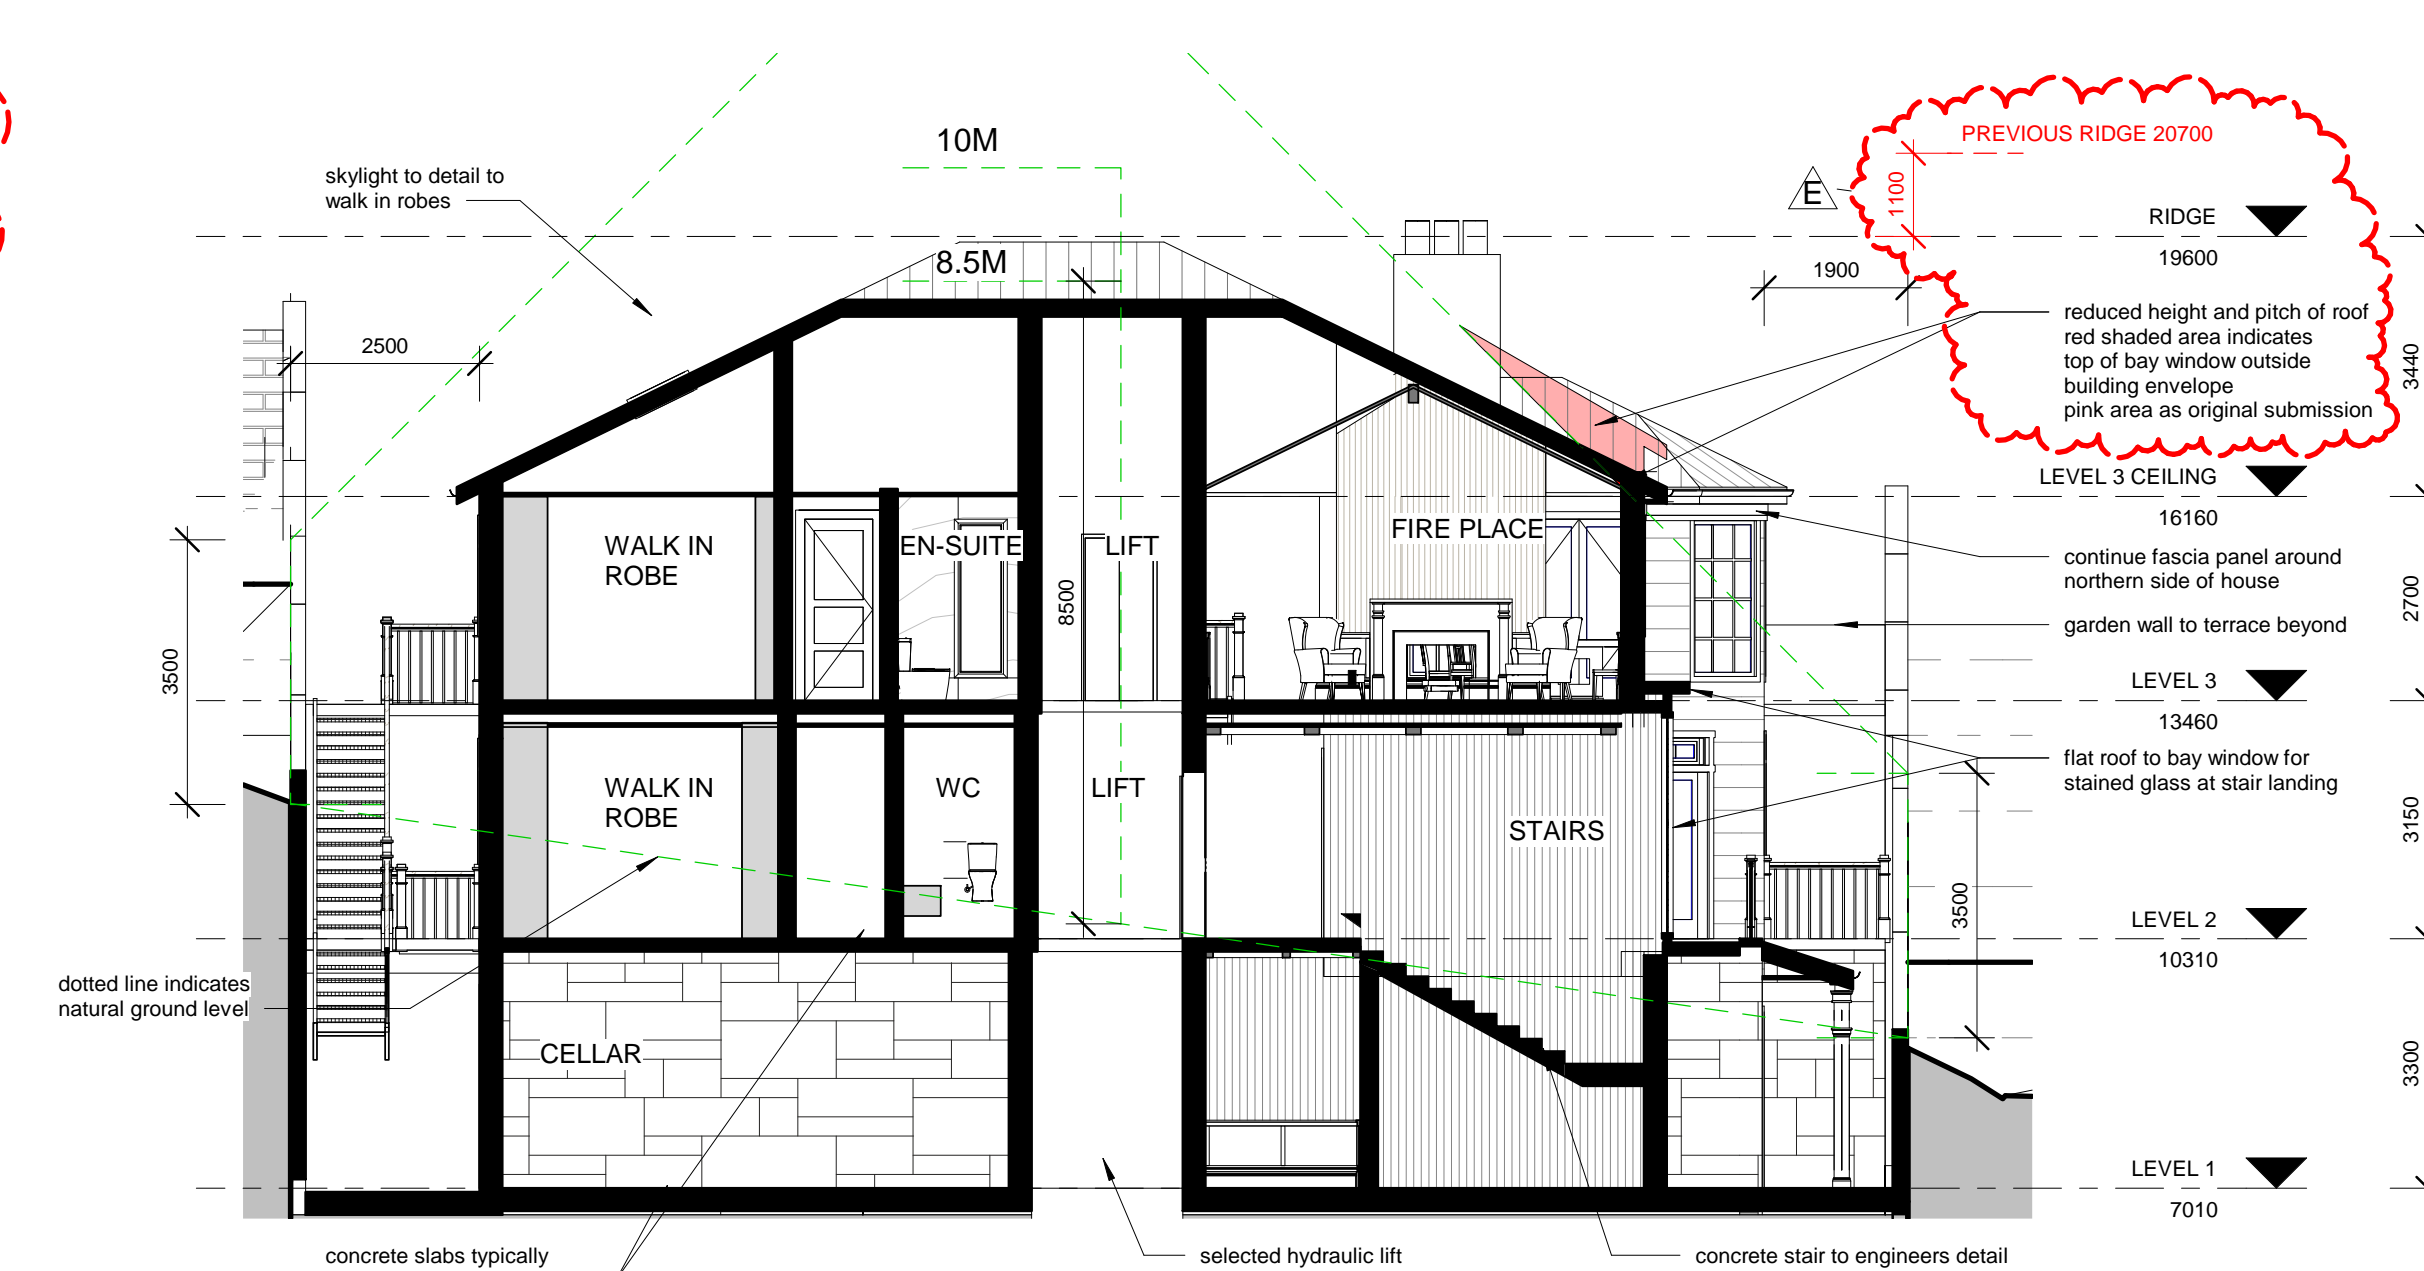 PREVIOUS RIDGE 20700
10M
skylight to detail to
walk in robes
E
1100
RIDGE
19600
8.5M
1900
reduced height and pitch of roof
red shaded area indicates
top of bay window outside
building envelope
pink area as original submission
2500
3440
LEVEL 3 CEILING
16160
FIRE PLACE
WALK IN
ROBE
EN-SUITE
LIFT
continue fascia panel around
northern side of house
8500
2700
garden wall to terrace beyond
3500
LEVEL 3
13460
flat roof to bay window for
stained glass at stair landing
WALK IN
ROBE
WC
LIFT
STAIRS
3150
3500
LEVEL 2
10310
dotted line indicates
natural ground level
CELLAR
3300
LEVEL 1
7010
concrete slabs typically
selected hydraulic lift
concrete stair to engineers detail